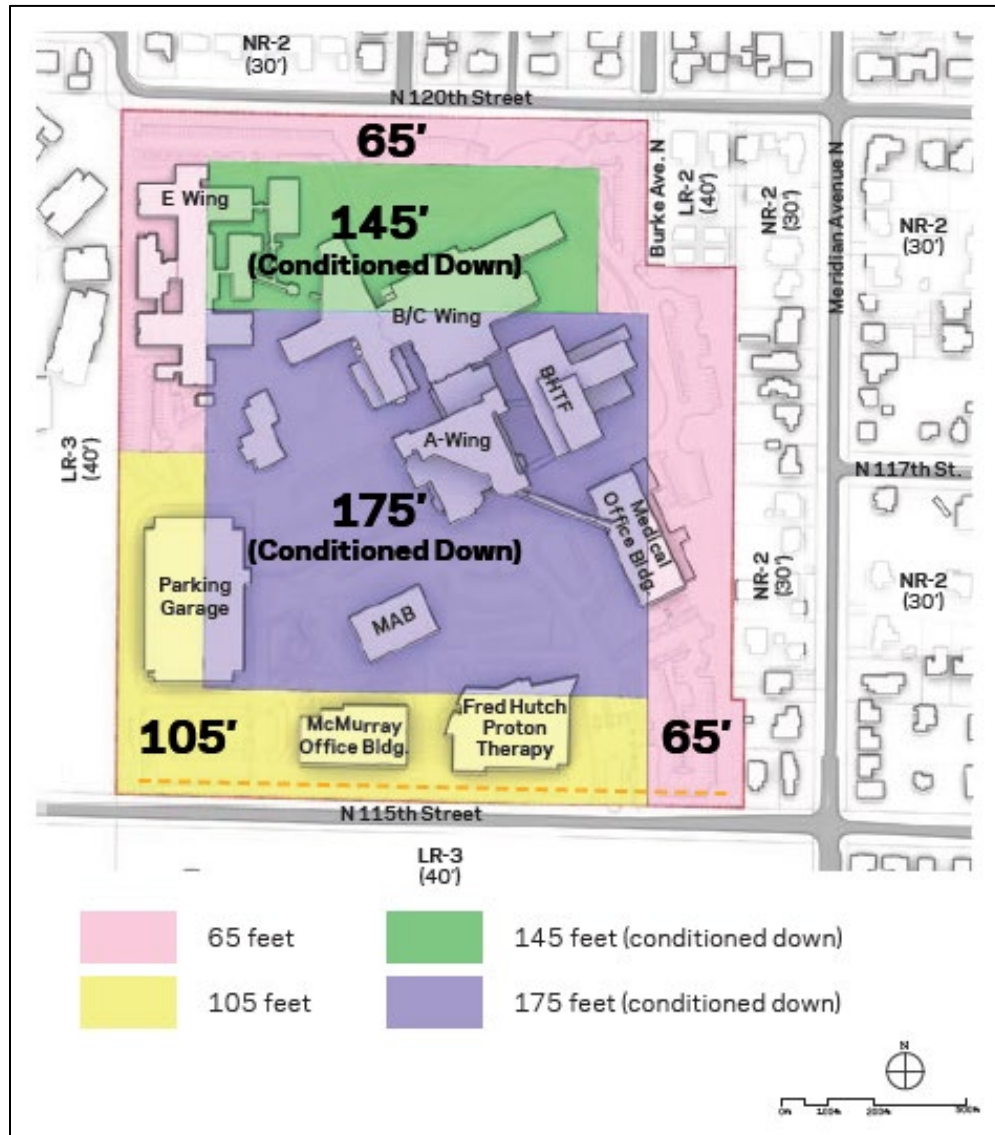 NR-2
(30')
N 120th Street
65'
E Wing
145'
(Conditioned Down)
B/C Wing
Burke Ave. N
LR-2
(40')
NR-2
(30')
Meridian Avenue N
NR-2
(30')
BHTF
A-Wing
LR-3
(40')
N 117th St.
175'
(Conditioned Down)
Medical
Office Bldg.
Parking
Garage
MAB
NR-2
(30')
NR-2
(30')
105'
McMurray
Office Bldg.
Fred Hutch
Proton
Therapy
65'
N 115th Street
LR-3
(40')
65 feet
145 feet (conditioned down)
105 feet
175 feet (conditioned down)
N
0ft 100ft 200ft